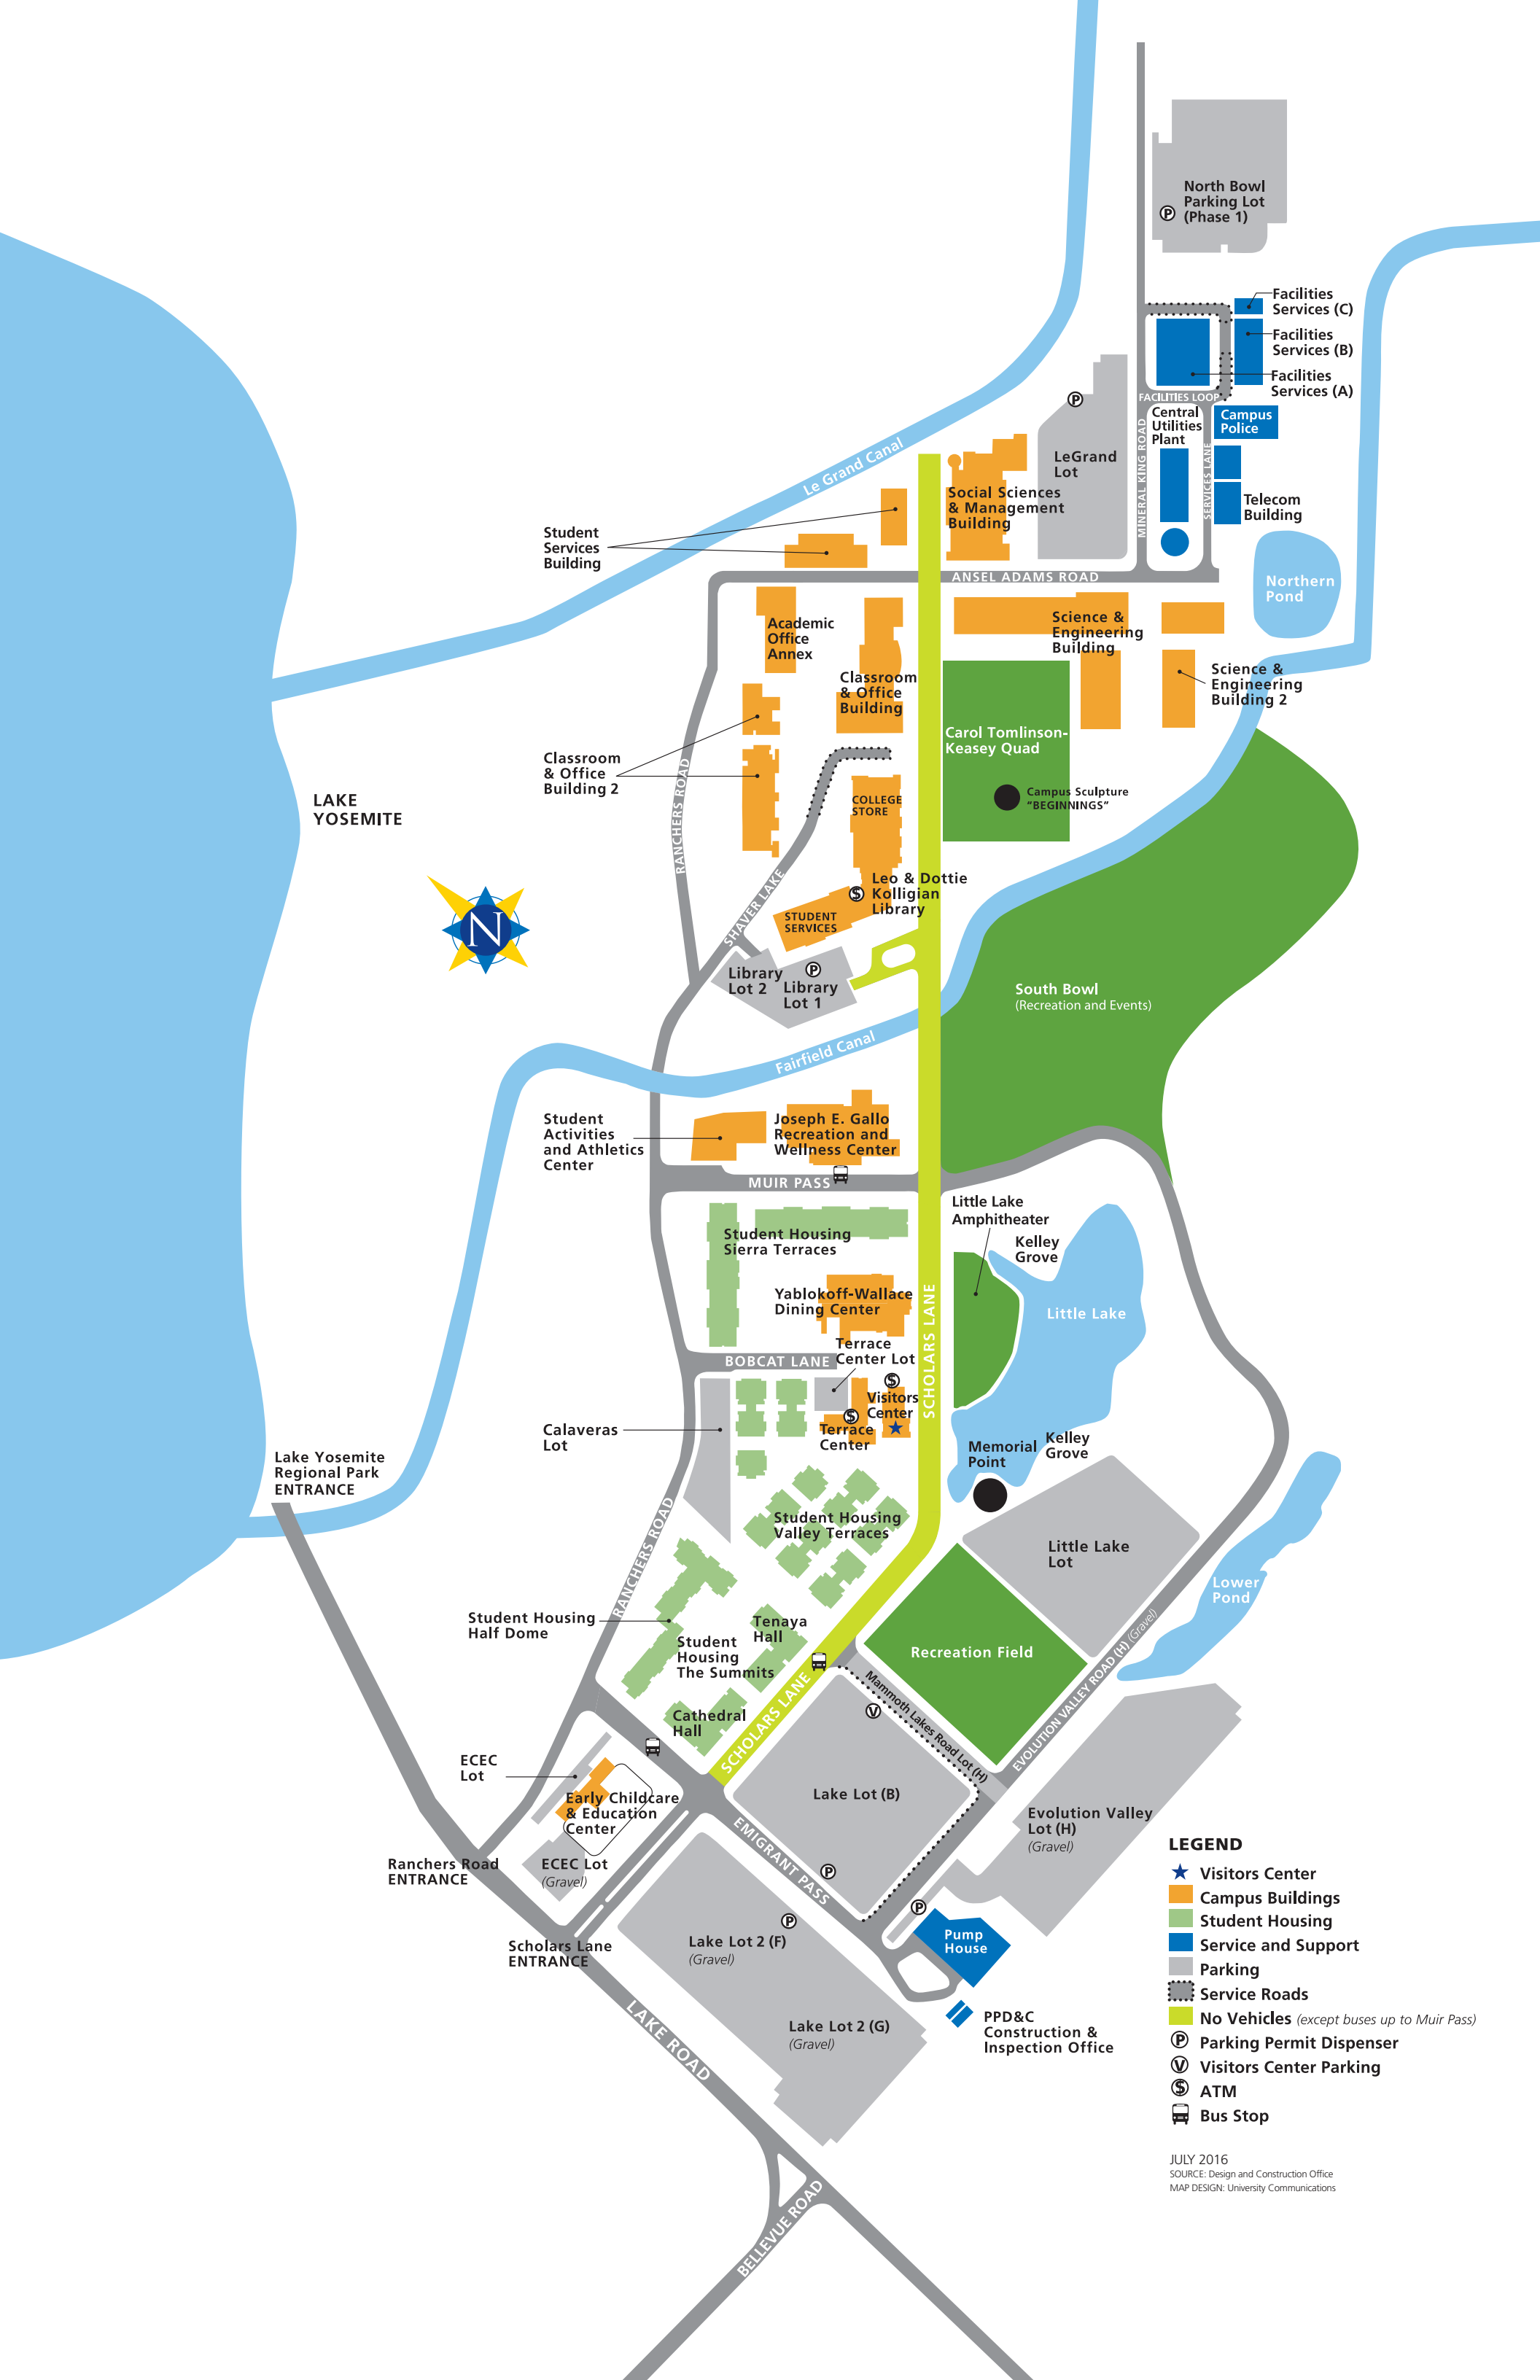 North Bowl
Parking Lot
(Phase 1)
P
Facilities
Services (C)
Facilities
Services (B)
Facilities
Services (A)
P
FACILITIES LOOP
Central
Utilities
Plant
Campus
Police
MINERAL KING ROAD
SERVICES LANE
LeGrand
Lot
Le Grand Canal
Social Sciences
& Management
Building
Telecom
Building
Student
Services
Building
ANSEL ADAMS ROAD
Northern
Pond
Academic
Office
Annex
Science &
Engineering
Building
Classroom
& Office
Building
Science &
Engineering
Building 2
Carol Tomlinson-
Keasey Quad
Classroom
& Office
Building 2
RANCHERS ROAD
LAKE
YOSEMITE
COLLEGE
STORE
Campus Sculpture
“BEGINNINGS”
N
SHAVER LAKE
$
Leo & Dottie
Kolligian
Library
STUDENT
SERVICES
Library
Lot 2
P
Library
Lot 1
South Bowl
(Recreation and Events)
Fairfield Canal
Student
Activities
and Athletics
Center
Joseph E. Gallo
Recreation and
Wellness Center
MUIR PASS
Little Lake
Amphitheater
Kelley
Grove
Student Housing
Sierra Terraces
Yablokoff-Wallace
Dining Center
SCHOLARS LANE
Little Lake
Terrace
Center Lot
BOBCAT LANE
$
Visitors
Center
$
Terrace
Center
Calaveras
Lot
Memorial
Point
Kelley
Grove
Lake Yosemite
Regional Park
ENTRANCE
RANCHERS ROAD
Student Housing
Valley Terraces
Little Lake
Lot
Lower
Pond
Student Housing
Half Dome
Tenaya
Hall
Student
Housing
The Summits
Recreation Field
EVOLUTION VALLEY ROAD (H) (Gravel)
Mammoth Lakes Road Lot (H)
Cathedral
Hall
SCHOLARS LANE
V
ECEC
Lot
Early Childcare
& Education
Center
Lake Lot (B)
Evolution Valley
Lot (H)
(Gravel)
EMIGRANT PASS
P
Ranchers Road
ENTRANCE
ECEC Lot
(Gravel)
P
P
Pump
House
Scholars Lane
ENTRANCE
Lake Lot 2 (F)
(Gravel)
Lake Lot 2 (G)
(Gravel)
PPD&C
Construction &
Inspection Office
LAKE ROAD
BELLEVUE ROAD
LEGEND
Visitors Center
Campus Buildings
Student Housing
Service and Support
Parking
Service Roads
No Vehicles (except buses up to Muir Pass)
P Parking Permit Dispenser
V Visitors Center Parking
$ ATM
Bus Stop
JULY 2016
SOURCE: Design and Construction Office
MAP DESIGN: University Communications